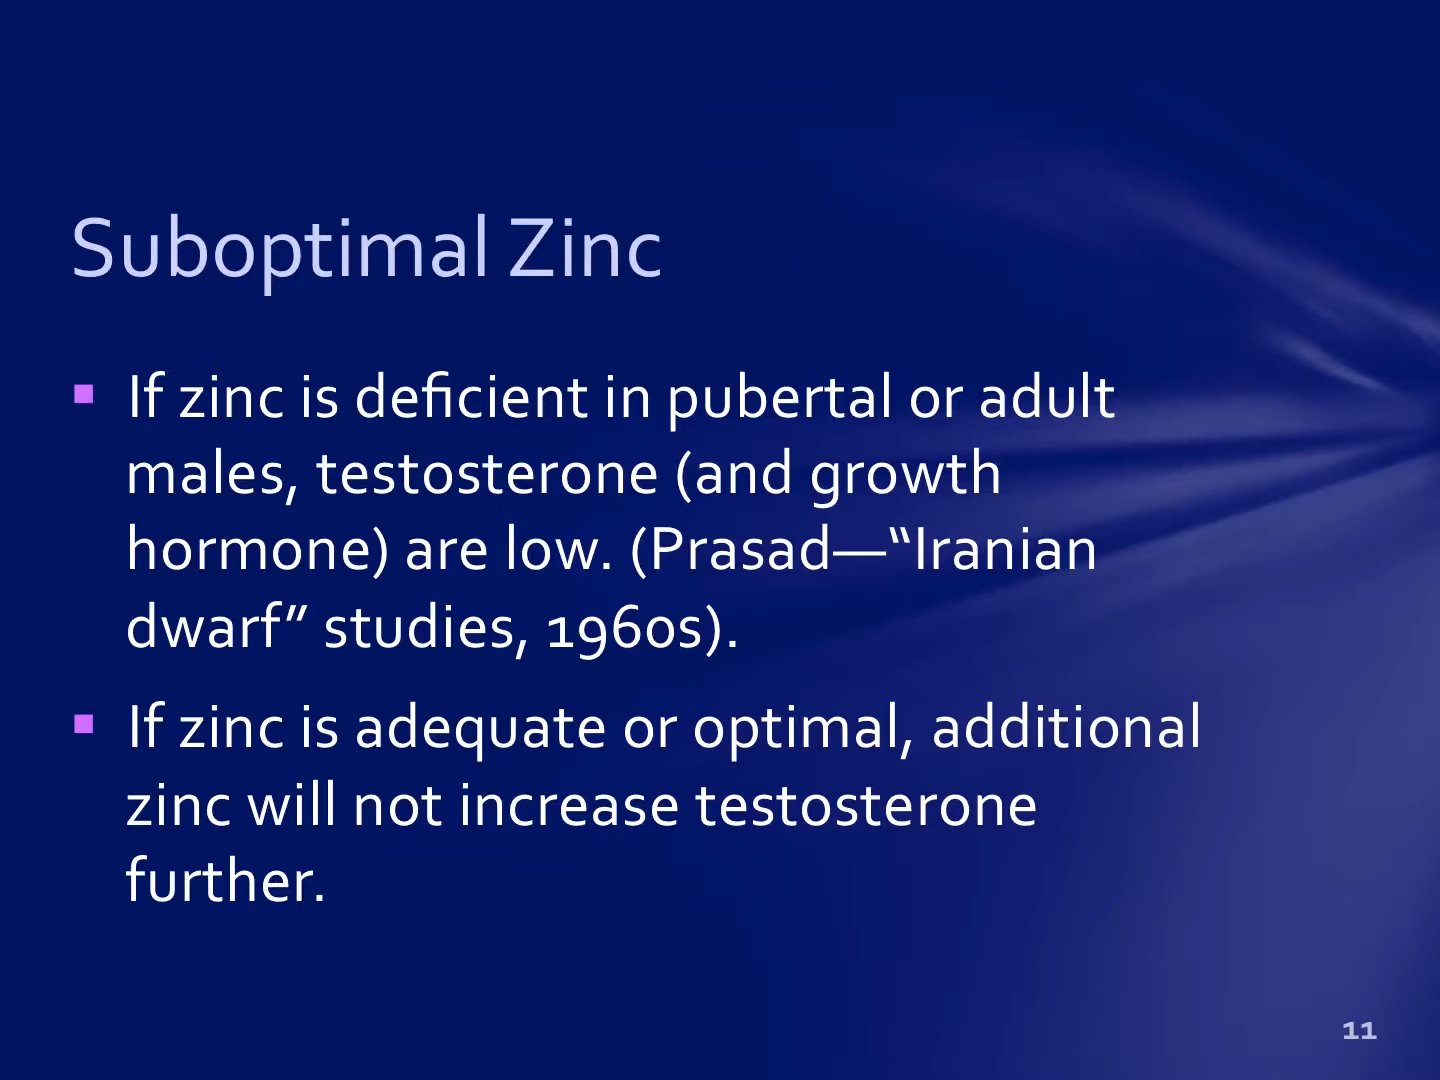 Suboptimal Zinc
If zinc is deficient in pubertal or adult
males, testosterone (and growth
hormone) are low. (Prasad—“Iranian
dwarf” studies, 1960s).
If zinc is adequate or optimal, additional
zinc will not increase testosterone
further.
11